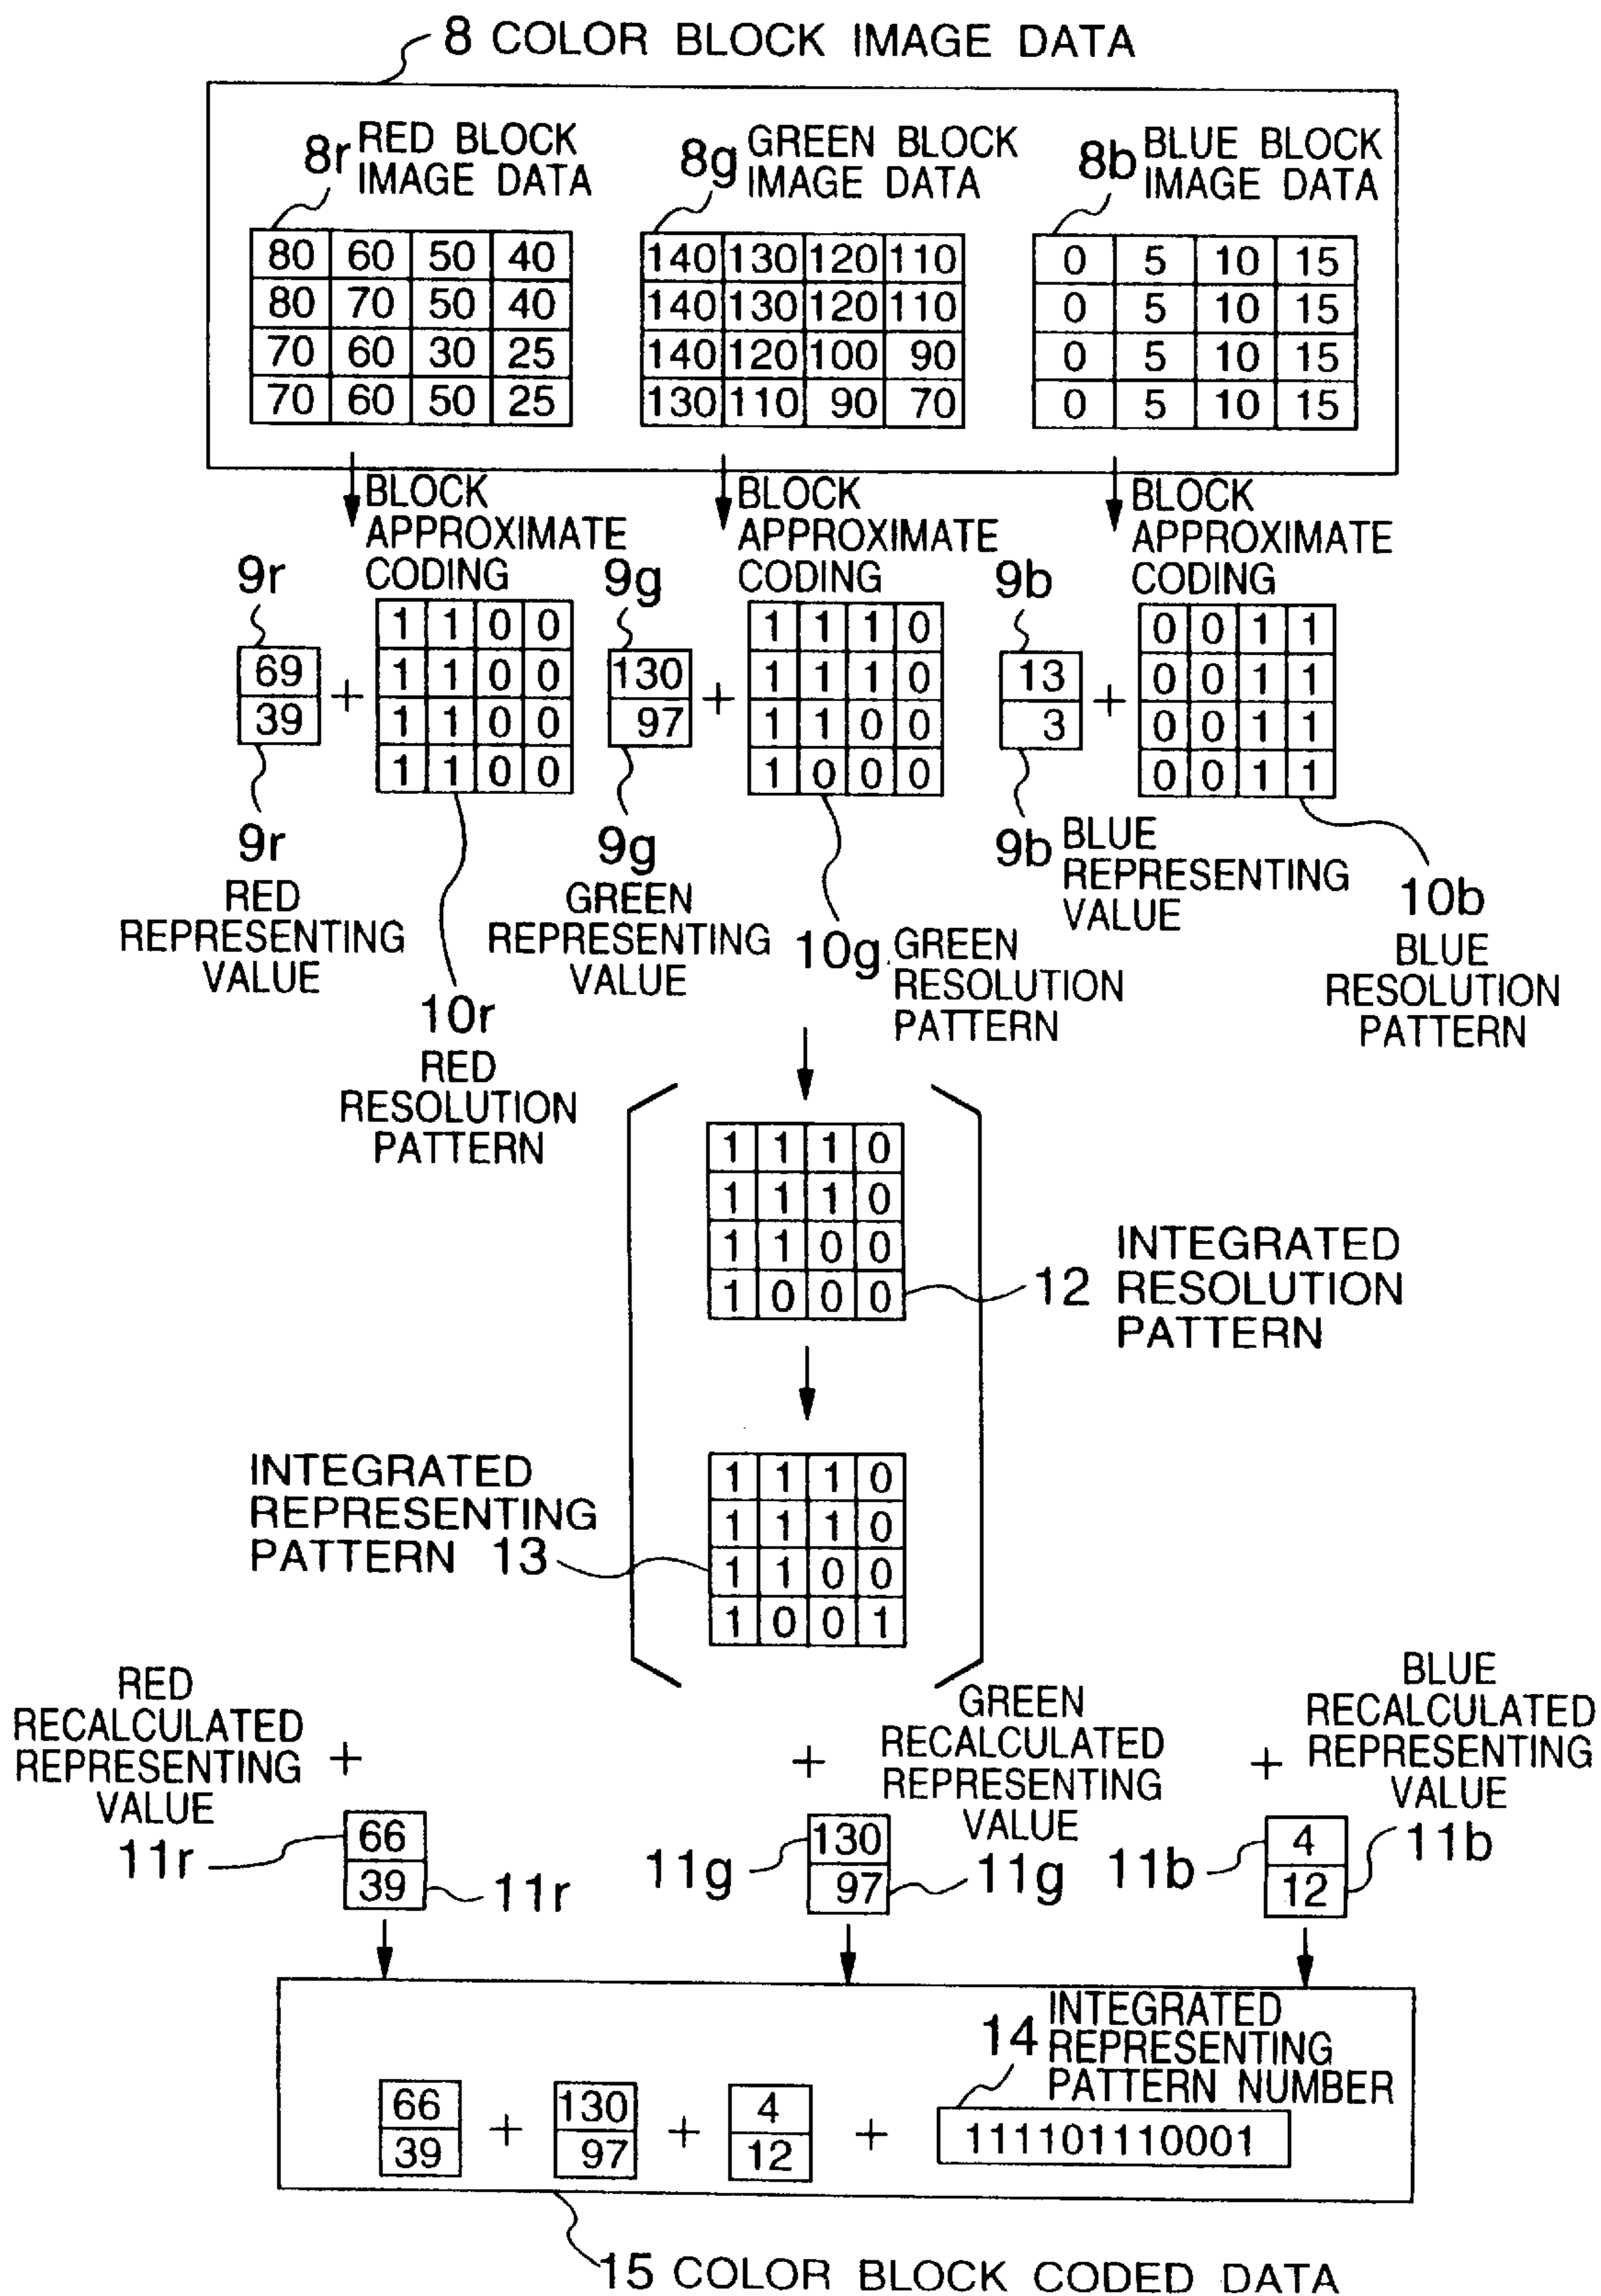 8 COLOR BLOCK IMAGE DATA
8r RED BLOCK IMAGE DATA
8g GREEN BLOCK IMAGE DATA
8b BLUE BLOCK IMAGE DATA
80 60 50 40
80 70 50 40
70 60 30 25
70 60 50 25
140 130 120 110
140 130 120 110
140 120 100 90
130 110 90 70
0 5 10 15
0 5 10 15
0 5 10 15
0 5 10 15
BLOCK
APPROXIMATE
CODING
BLOCK
APPROXIMATE
CODING
BLOCK
APPROXIMATE
CODING
9r
69
39
+
1 1 0 0
1 1 0 0
1 1 0 0
1 1 0 0
9g
130
97
+
1 1 1 0
1 1 1 0
1 1 0 0
1 0 0 0
9b
13
3
+
0 0 1 1
0 0 1 1
0 0 1 1
0 0 1 1
9r
RED
REPRESENTING
VALUE
9g
GREEN
REPRESENTING
VALUE
9b BLUE
REPRESENTING
VALUE
10r
RED
RESOLUTION
PATTERN
10g GREEN
RESOLUTION
PATTERN
10b
BLUE
RESOLUTION
PATTERN
1 1 1 0
1 1 1 0
1 1 0 0
1 0 0 0
12 INTEGRATED
RESOLUTION
PATTERN
INTEGRATED
REPRESENTING
PATTERN 13
1 1 1 0
1 1 1 0
1 1 0 0
1 0 0 1
RED
RECALCULATED
REPRESENTING
VALUE
+
11r
66
39
11r
+
GREEN
RECALCULATED
REPRESENTING
VALUE
11g
130
97
11g
+
BLUE
RECALCULATED
REPRESENTING
VALUE
11b
4
12
11b
14 INTEGRATED
REPRESENTING
PATTERN NUMBER
66
39
+
130
97
+
4
12
+
111101110001
15 COLOR BLOCK CODED DATA